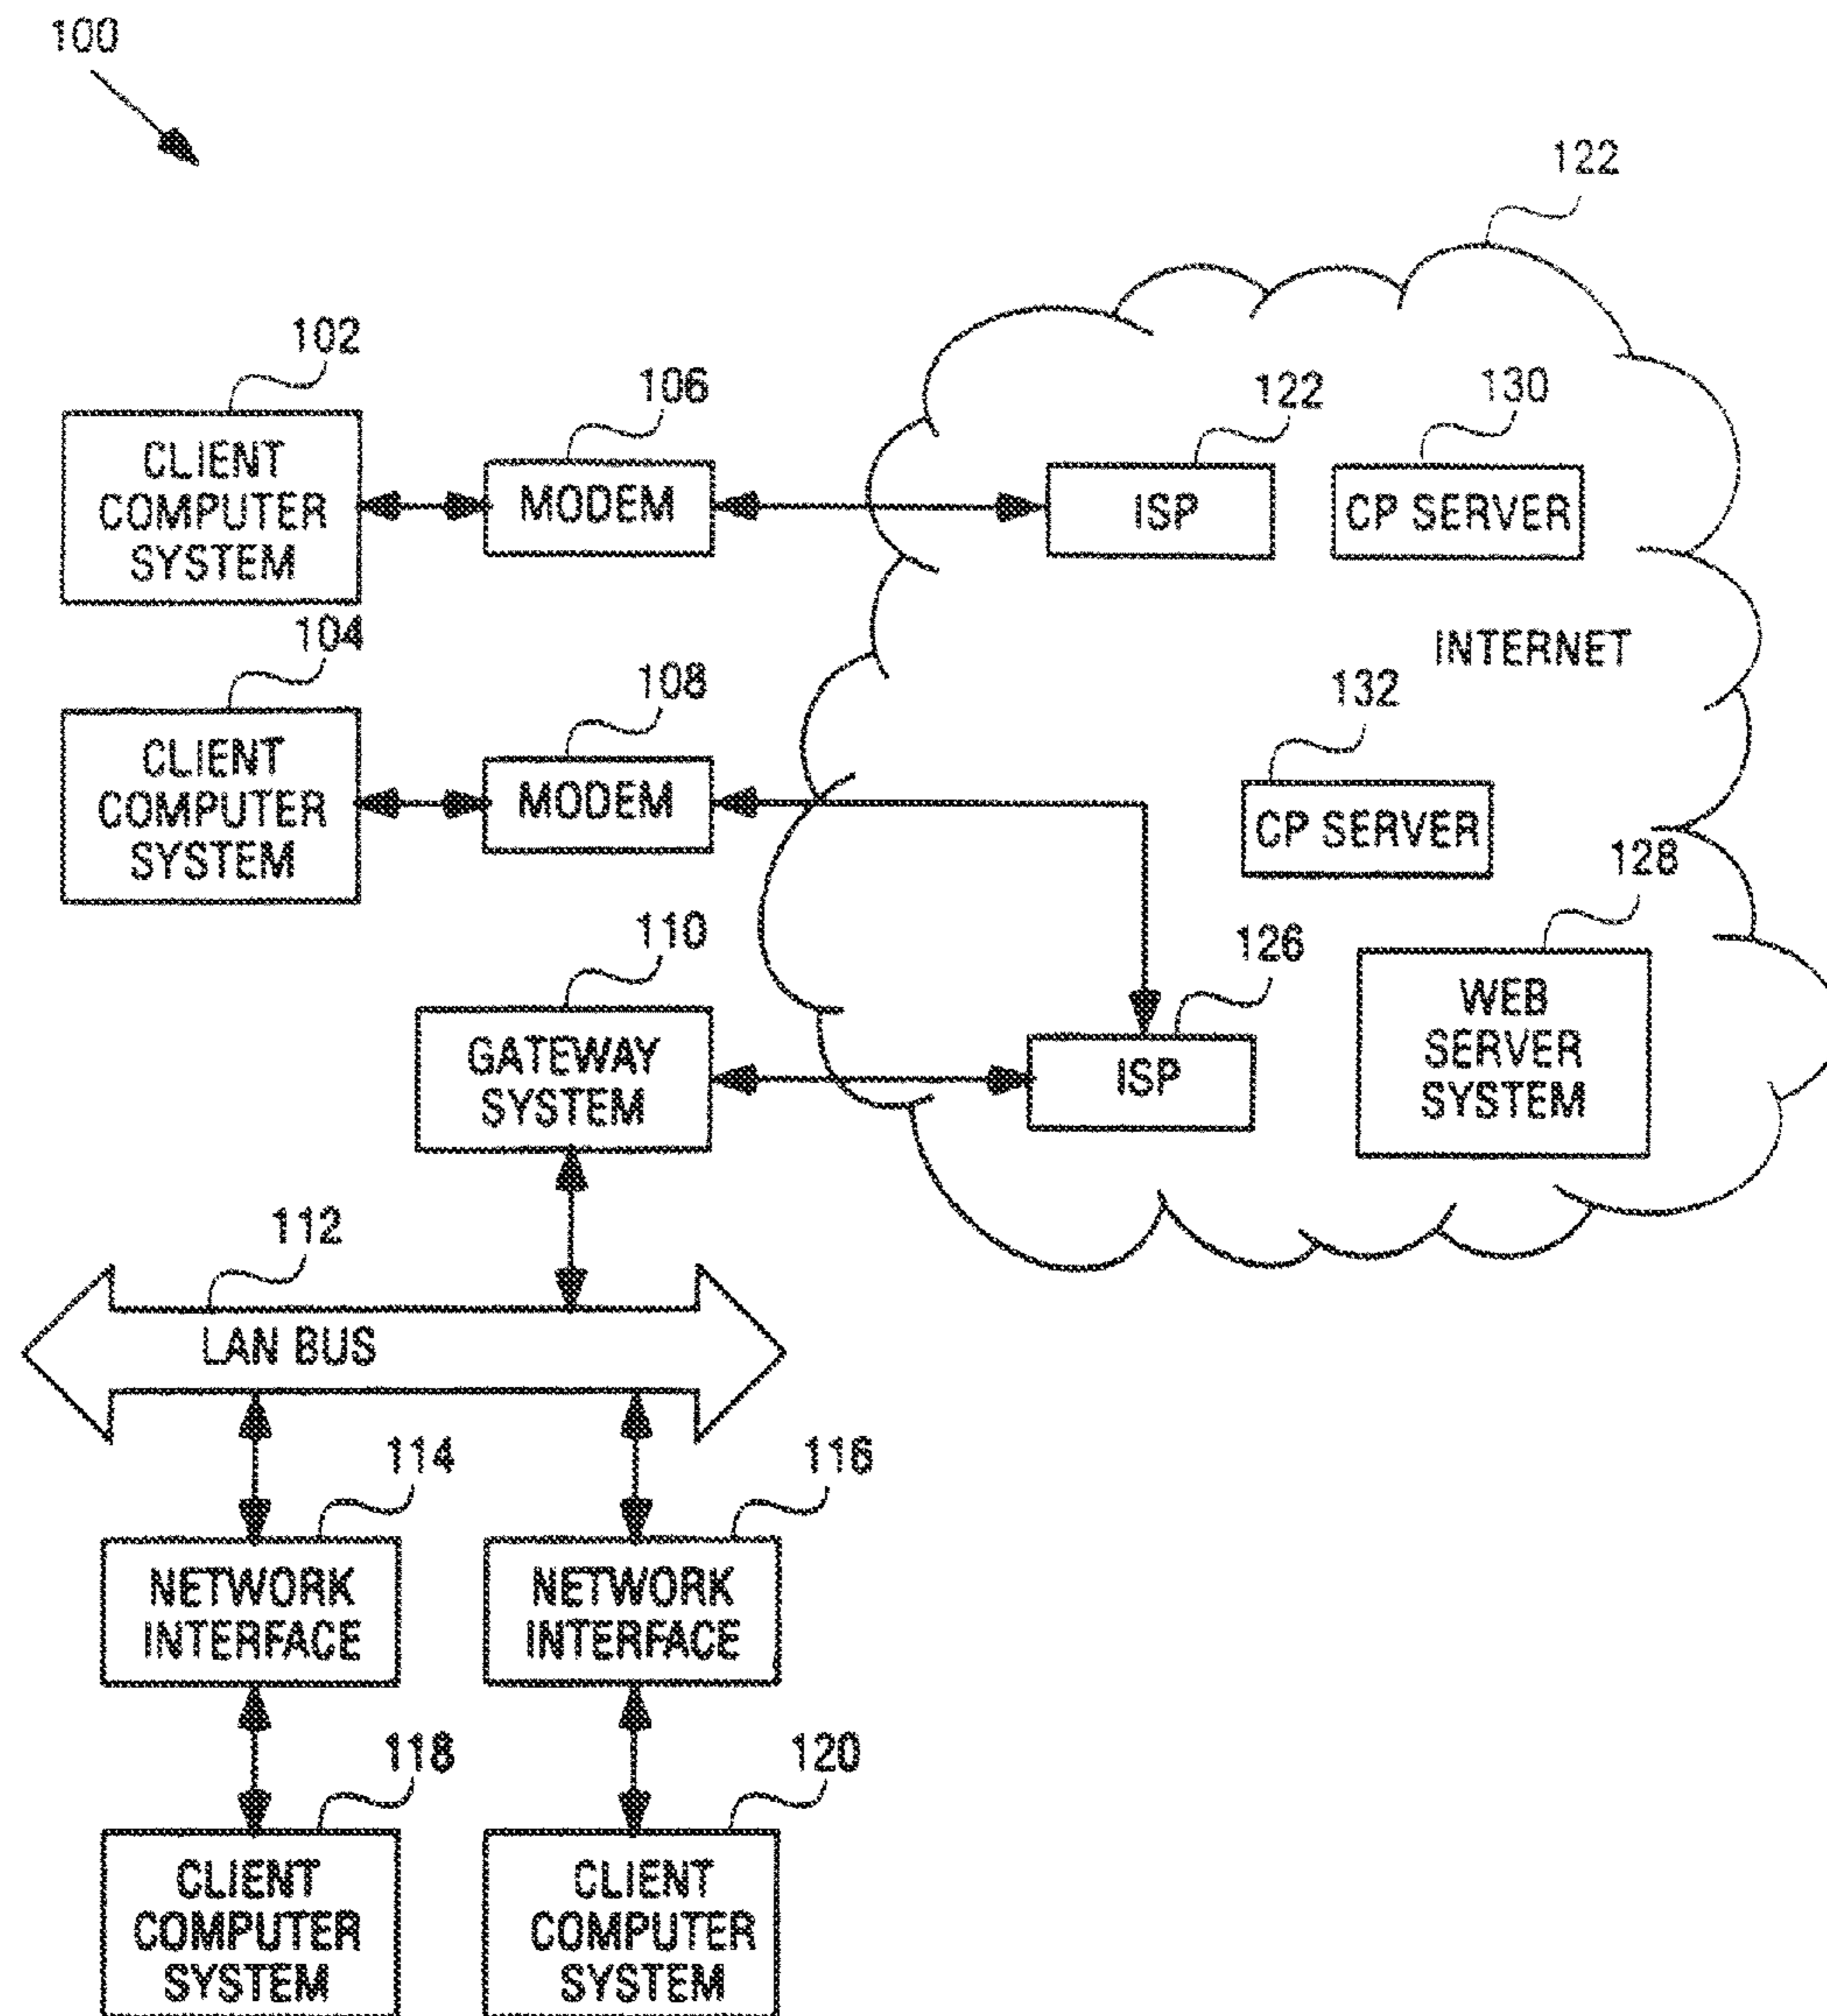 100
122
102
106
122
130
CLIENT
COMPUTER
SYSTEM
MODEM
ISP
CP SERVER
104
INTERNET
108
132
CLIENT
COMPUTER
SYSTEM
MODEM
CP SERVER
128
110
126
GATEWAY
SYSTEM
ISP
WEB
SERVER
SYSTEM
112
LAN BUS
114
116
NETWORK
INTERFACE
NETWORK
INTERFACE
118
120
CLIENT
COMPUTER
SYSTEM
CLIENT
COMPUTER
SYSTEM